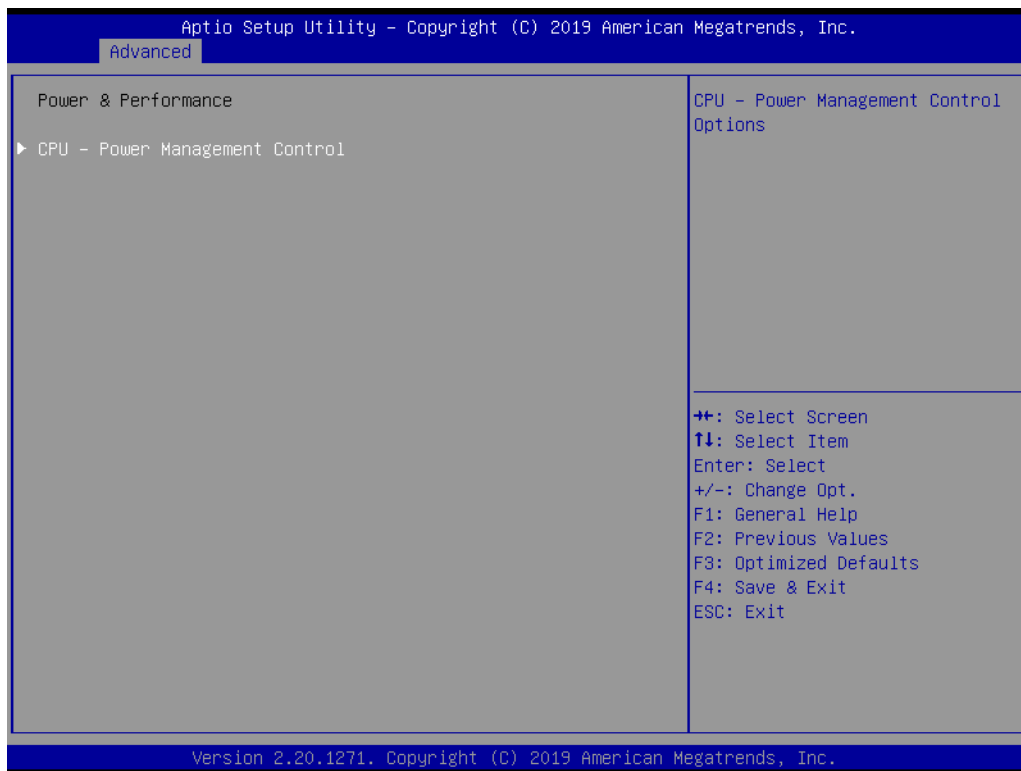 Aptio Setup Utility – Copyright (C) 2019 American Megatrends, Inc.
Advanced
Power & Performance
▶ CPU – Power Management Control
CPU – Power Management Control
Options
→←: Select Screen
↑↓: Select Item
Enter: Select
+/-: Change Opt.
F1: General Help
F2: Previous Values
F3: Optimized Defaults
F4: Save & Exit
ESC: Exit
Version 2.20.1271. Copyright (C) 2019 American Megatrends, Inc.